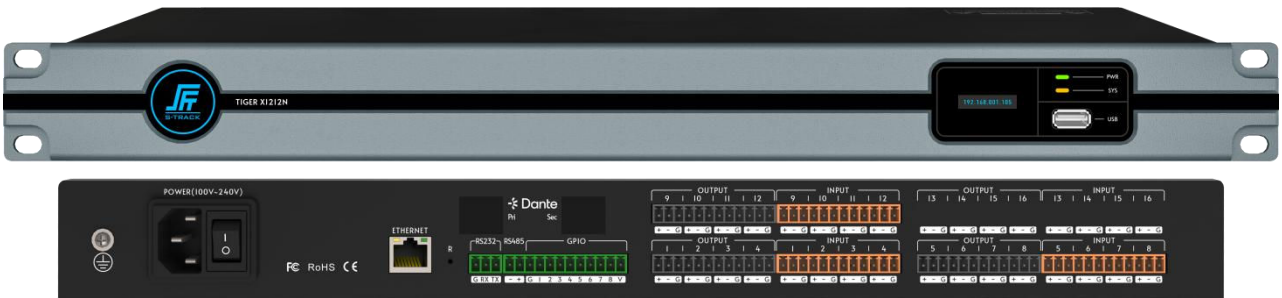 S-TRACK
TIGER X1212N
192.168.001.105
PWR
SYS
USB
POWER(100V~240V)
I
O
FC RoHS CE
ETHERNET
R
Dante
Pri Sec
RS232 RS485 GPIO
G RX TX - + G 1 2 3 4 5 6 7 8 V
OUTPUT INPUT OUTPUT INPUT
9 10 11 12 9 10 11 12 13 14 15 16 13 14 15 16
+ - G + - G + - G + - G + - G + - G + - G + - G + - G + - G + - G + - G + - G + - G + - G + - G
OUTPUT INPUT OUTPUT INPUT
1 2 3 4 1 2 3 4 5 6 7 8 5 6 7 8
+ - G + - G + - G + - G + - G + - G + - G + - G + - G + - G + - G + - G + - G + - G + - G + - G